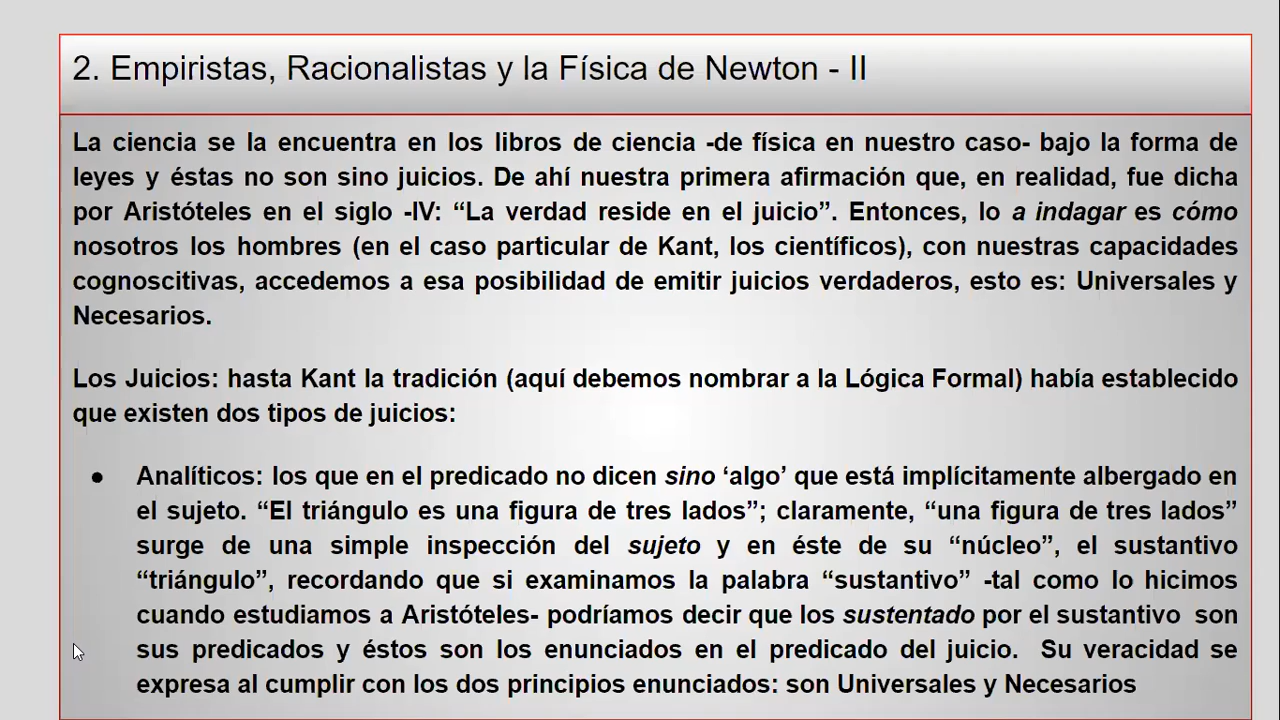 2. Empiristas, Racionalistas y la Física de Newton - II
La ciencia se la encuentra en los libros de ciencia -de física en nuestro caso- bajo la forma de
leyes y éstas no son sino juicios. De ahí nuestra primera afirmación que, en realidad, fue dicha
por Aristóteles en el siglo -IV: “La verdad reside en el juicio”. Entonces, lo a indagar es cómo
nosotros los hombres (en el caso particular de Kant, los científicos), con nuestras capacidades
cognoscitivas, accedemos a esa posibilidad de emitir juicios verdaderos, esto es: Universales y
Necesarios.
Los Juicios: hasta Kant la tradición (aquí debemos nombrar a la Lógica Formal) había establecido
que existen dos tipos de juicios:
● Analíticos: los que en el predicado no dicen sino ‘algo’ que está implícitamente albergado en
el sujeto. “El triángulo es una figura de tres lados”; claramente, “una figura de tres lados”
surge de una simple inspección del sujeto y en éste de su “núcleo”, el sustantivo
“triángulo”, recordando que si examinamos la palabra “sustantivo” -tal como lo hicimos
cuando estudiamos a Aristóteles- podríamos decir que los sustentado por el sustantivo son
sus predicados y éstos son los enunciados en el predicado del juicio. Su veracidad se
expresa al cumplir con los dos principios enunciados: son Universales y Necesarios